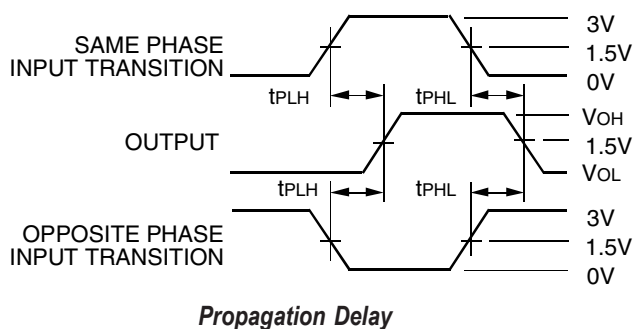 SAME PHASE
INPUT TRANSITION
3V
1.5V
0V
tPLH
tPHL
OUTPUT
VOH
1.5V
VOL
tPLH
tPHL
OPPOSITE PHASE
INPUT TRANSITION
3V
1.5V
0V
Propagation Delay